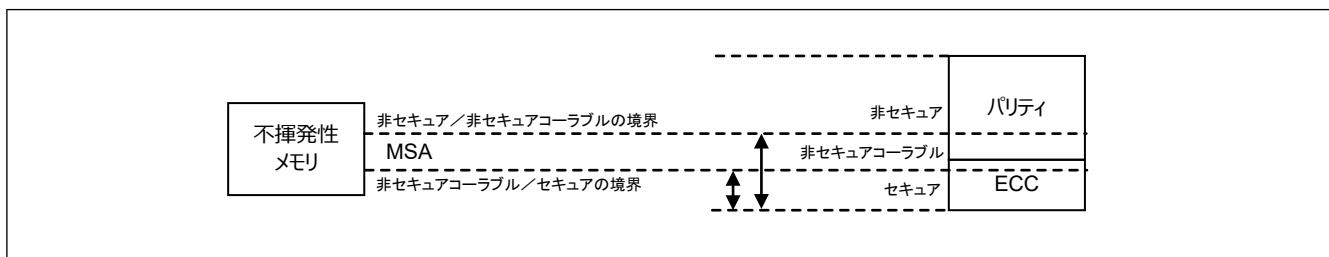 不揮発性
メモリ
非セキュア／非セキュアコーラブルの境界
MSA
非セキュアコーラブル／セキュアの境界
非セキュア
非セキュアコーラブル
セキュア
パリティ
ECC